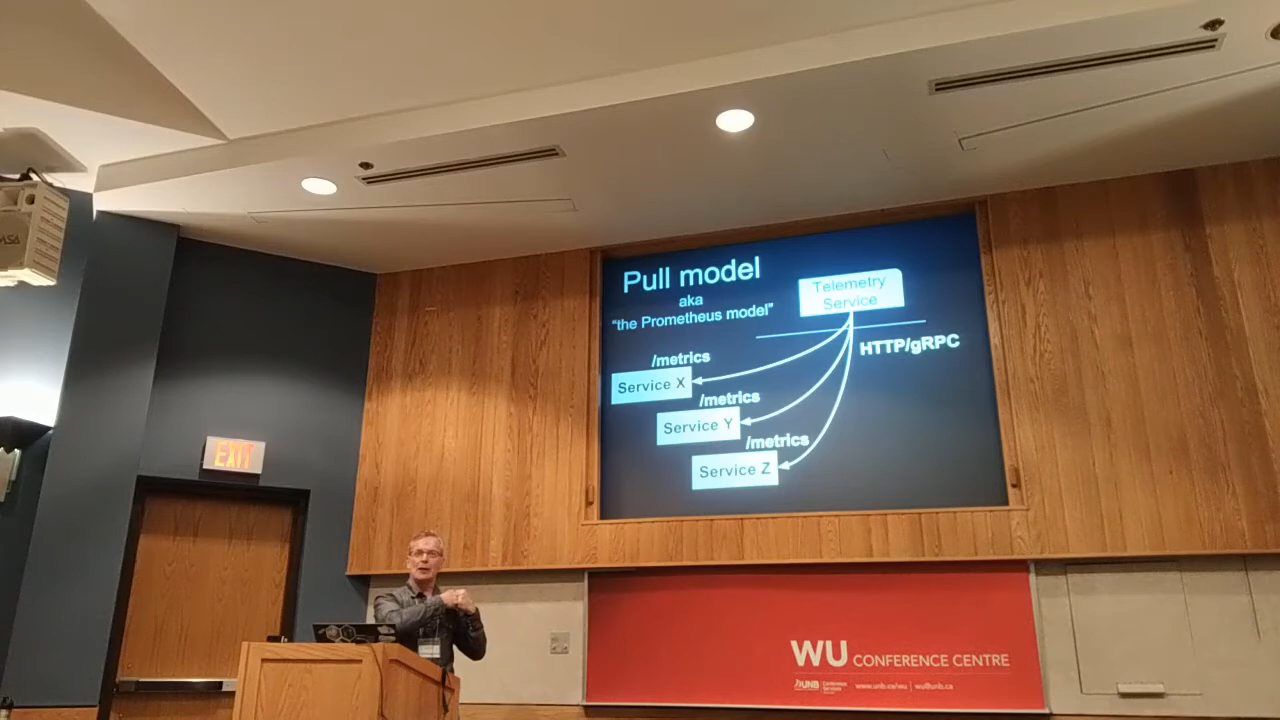 Pull model
aka
"the Prometheus model"
Telemetry
Service
HTTP/gRPC
/metrics
Service X
/metrics
Service Y
/metrics
Service Z
EXIT
WU CONFERENCE CENTRE
UNB
www.unb.ca/wu | wu@unb.ca